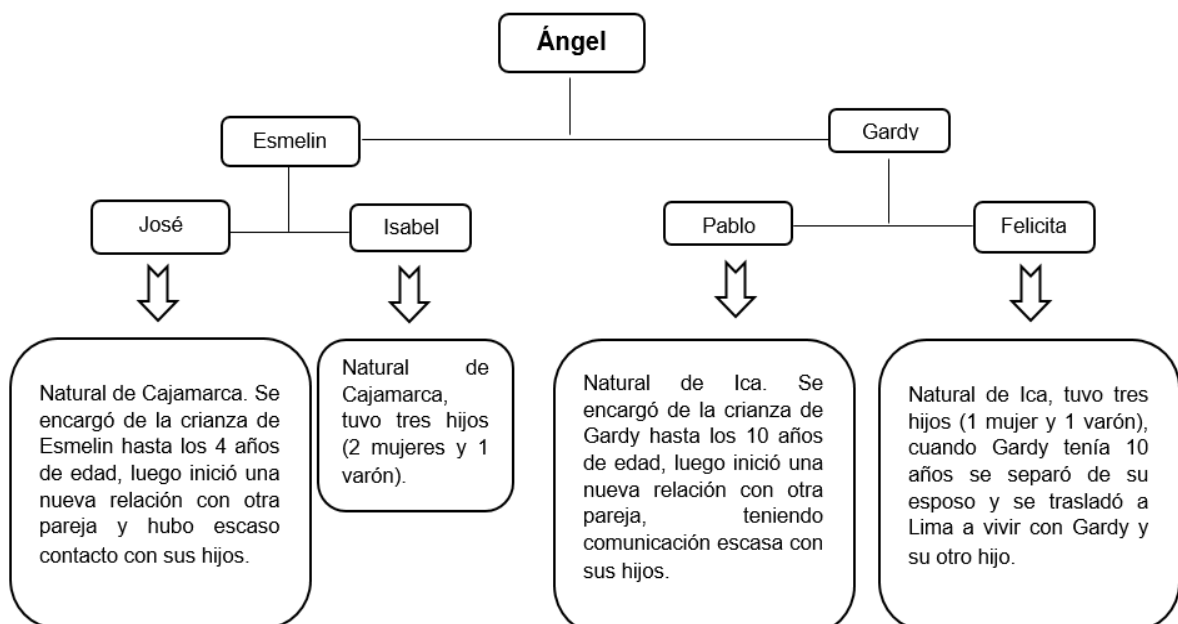 Ángel
Esmelin
Gardy
José
Isabel
Pablo
Felicita
Natural de Cajamarca. Se
encargó de la crianza de
Esmelin hasta los 4 años
de edad, luego inició una
nueva relación con otra
pareja y hubo escaso
contacto con sus hijos.
Natural de
Cajamarca,
tuvo tres hijos
(2 mujeres y 1
varón).
Natural de Ica. Se
encargó de la crianza de
Gardy hasta los 10 años
de edad, luego inició una
nueva relación con otra
pareja, teniendo
comunicación escasa con
sus hijos.
Natural de Ica, tuvo tres
hijos (1 mujer y 1 varón),
cuando Gardy tenía 10
años se separó de su
esposo y se trasladó a
Lima a vivir con Gardy y
su otro hijo.